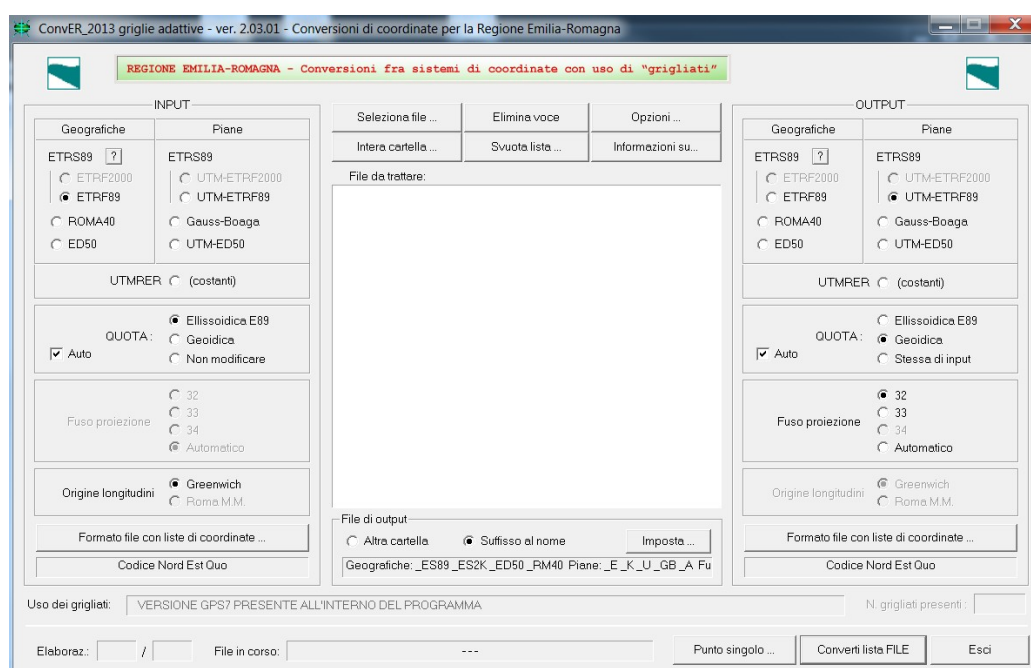 ConvER_2013 griglie adattive - ver. 2.03.01 - Conversioni di coordinate per la Regione Emilia-Romagna
REGIONE EMILIA-ROMAGNA - Conversioni fra sistemi di coordinate con uso di "grigliati"
INPUT
Geografiche Piane
ETRS89 ? ETRS89
ETRF2000 UTM-ETRF2000
ETRF89 UTM-ETRF89
ROMA40 Gauss-Boaga
ED50 UTM-ED50
UTMRER (costanti)
QUOTA:
Auto
Ellissoidica E89
Geoidica
Non modificare
Fuso proiezione
32
33
34
Automatico
Origine longitudini
Greenwich
Roma M.M.
Formato file con liste di coordinate ...
Codice Nord Est Quo
Seleziona file ... Elimina voce Opzioni ...
Intera cartella ... Svuota lista ... Informazioni su...
File da trattare:
File di output
Altra cartella Suffisso al nome Imposta ...
Geografiche: _ES89 _ES2K _ED50 _RM40 Piane: _E _K _U _GB _A Fu
OUTPUT
Geografiche Piane
ETRS89 ? ETRS89
ETRF2000 UTM-ETRF2000
ETRF89 UTM-ETRF89
ROMA40 Gauss-Boaga
ED50 UTM-ED50
UTMRER (costanti)
QUOTA:
Auto
Ellissoidica E89
Geoidica
Stessa di input
Fuso proiezione
32
33
34
Automatico
Origine longitudini
Greenwich
Roma M.M.
Formato file con liste di coordinate ...
Codice Nord Est Quo
Uso dei grigliati: VERSIONE GPS7 PRESENTE ALL'INTERNO DEL PROGRAMMA N. grigliati presenti:
Elaboraz.: / File in corso: --- Punto singolo ... Converti lista FILE Esci